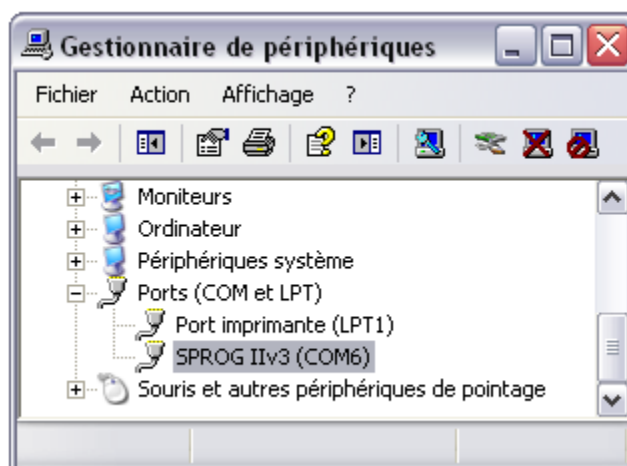 Gestionnaire de périphériques
Fichier Action Affichage ?
Moniteurs
Ordinateur
Périphériques système
Ports (COM et LPT)
Port imprimante (LPT1)
SPROG IIv3 (COM6)
Souris et autres périphériques de pointage